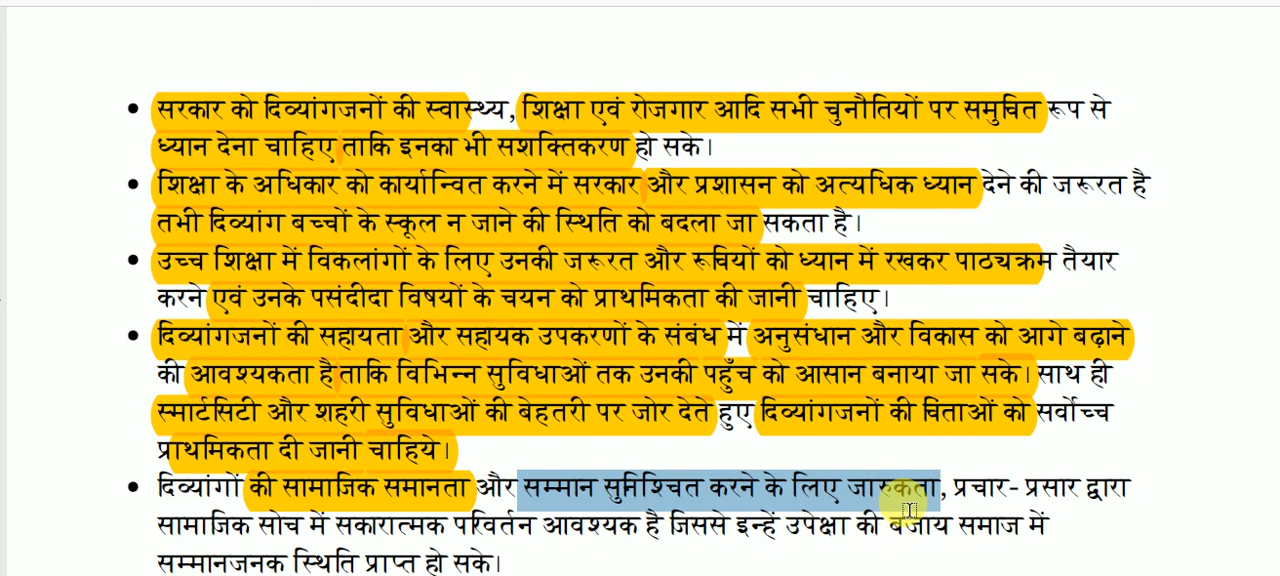 • सरकार को दिव्यांगजनों की स्वास्थ्य, शिक्षा एवं रोजगार आदि सभी चुनौतियों पर समुचित रूप से
ध्यान देना चाहिए ताकि इनका भी सशक्तिकरण हो सके।
• शिक्षा के अधिकार को कार्यान्वित करने में सरकार और प्रशासन को अत्यधिक ध्यान देने की जरूरत है
तभी दिव्यांग बच्चों के स्कूल न जाने की स्थिति को बदला जा सकता है।
• उच्च शिक्षा में विकलांगों के लिए उनकी जरूरत और रूचियों को ध्यान में रखकर पाठ्यक्रम तैयार
करने एवं उनके पसंदीदा विषयों के चयन को प्राथमिकता की जानी चाहिए।
• दिव्यांगजनों की सहायता और सहायक उपकरणों के संबंध में अनुसंधान और विकास को आगे बढ़ाने
की आवश्यकता है ताकि विभिन्न सुविधाओं तक उनकी पहुँच को आसान बनाया जा सके। साथ ही
स्मार्टसिटी और शहरी सुविधाओं की बेहतरी पर जोर देते हुए दिव्यांगजनों की चिंताओं को सर्वोच्च
प्राथमिकता दी जानी चाहिये।
• दिव्यांगों की सामाजिक समानता और सम्मान सुनिश्चित करने के लिए जारुकता, प्रचार- प्रसार द्वारा
सामाजिक सोच में सकारात्मक परिवर्तन आवश्यक है जिससे इन्हें उपेक्षा की बजाय समाज में
सम्मानजनक स्थिति प्राप्त हो सके।